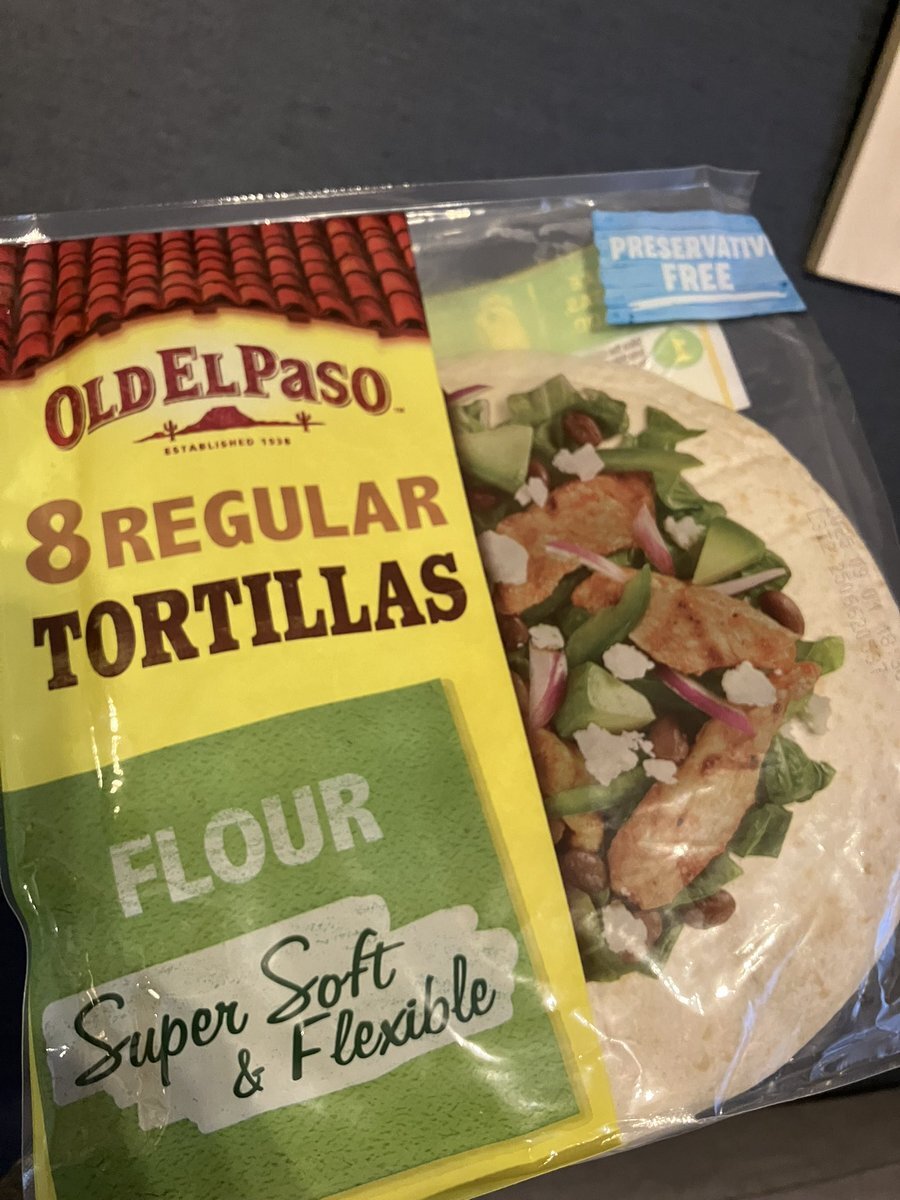 OLD EL PASO
ESTABLISHED 1938
8 REGULAR
TORTILLAS
FLOUR
Super Soft
& Flexible
PRESERVATIV
FREE